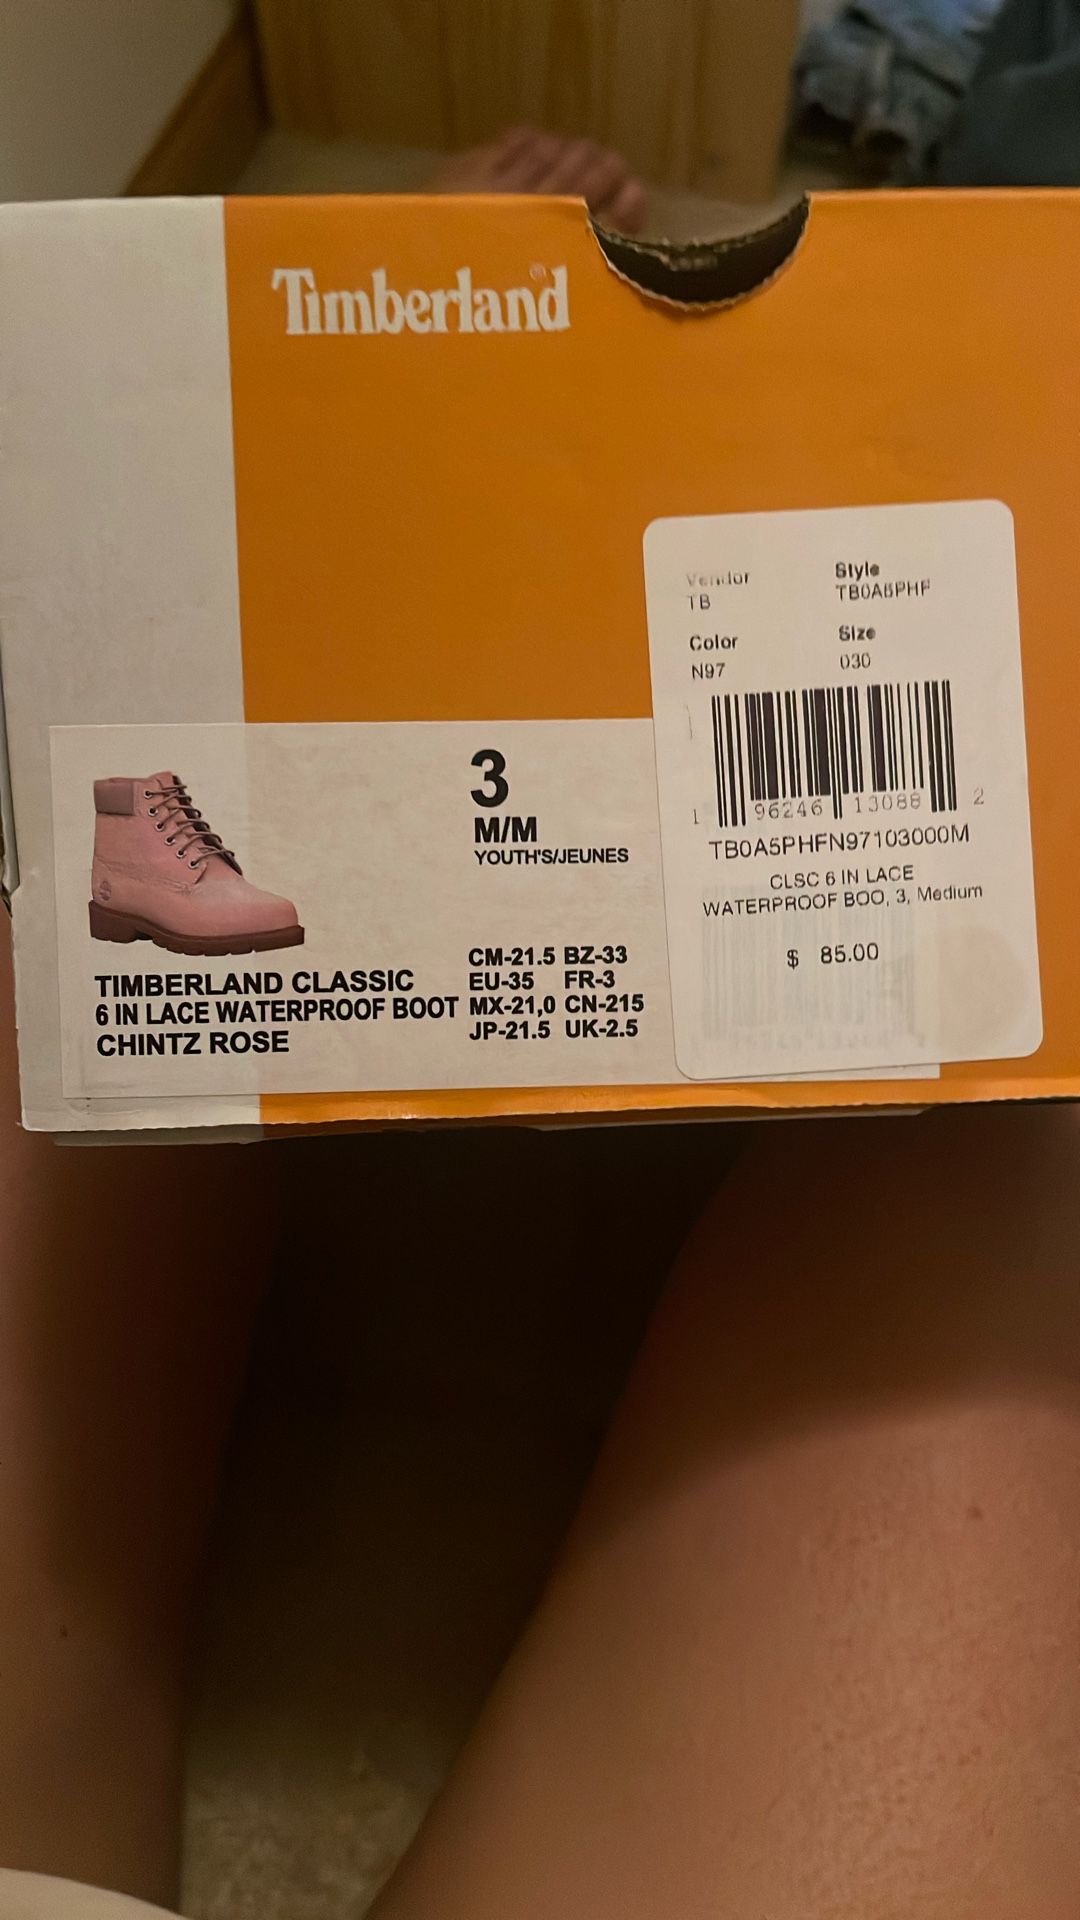 Timberland®
Vendor Style
TB TB0A5PHF
Color Size
N97 030
1 96246 13088 2
TB0A5PHFN97103000M
CLSC 6 IN LACE
WATERPROOF BOO, 3, Medium
$ 85.00
3
M/M
YOUTH'S/JEUNES
TIMBERLAND CLASSIC
6 IN LACE WATERPROOF BOOT
CHINTZ ROSE
CM-21.5 BZ-33
EU-35 FR-3
MX-21,0 CN-215
JP-21.5 UK-2.5